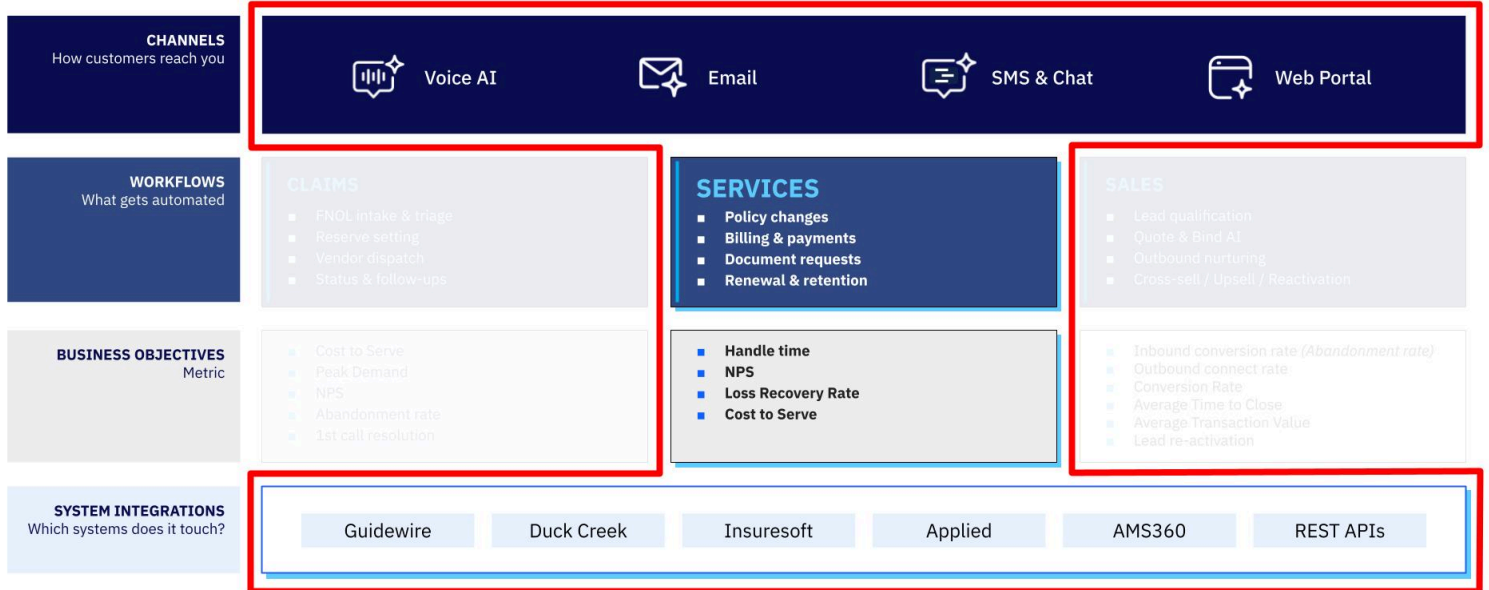 CHANNELS
How customers reach you
Voice AI
Email
SMS & Chat
Web Portal
WORKFLOWS
What gets automated
CLAIMS
FNOL intake & triage
Reserve setting
Vendor dispatch
Status & follow-ups
SERVICES
Policy changes
Billing & payments
Document requests
Renewal & retention
SALES
Lead qualification
Quote & Bind AI
Outbound nurturing
Cross-sell / Upsell / Reactivation
BUSINESS OBJECTIVES
Metric
Cost to Serve
Peak Demand
NPS
Abandonment rate
1st call resolution
Handle time
NPS
Loss Recovery Rate
Cost to Serve
Inbound conversion rate (Abandonment rate)
Outbound connect rate
Conversion Rate
Average Time to Close
Average Transaction Value
Lead re-activation
SYSTEM INTEGRATIONS
Which systems does it touch?
Guidewire
Duck Creek
Insuresoft
Applied
AMS360
REST APIs